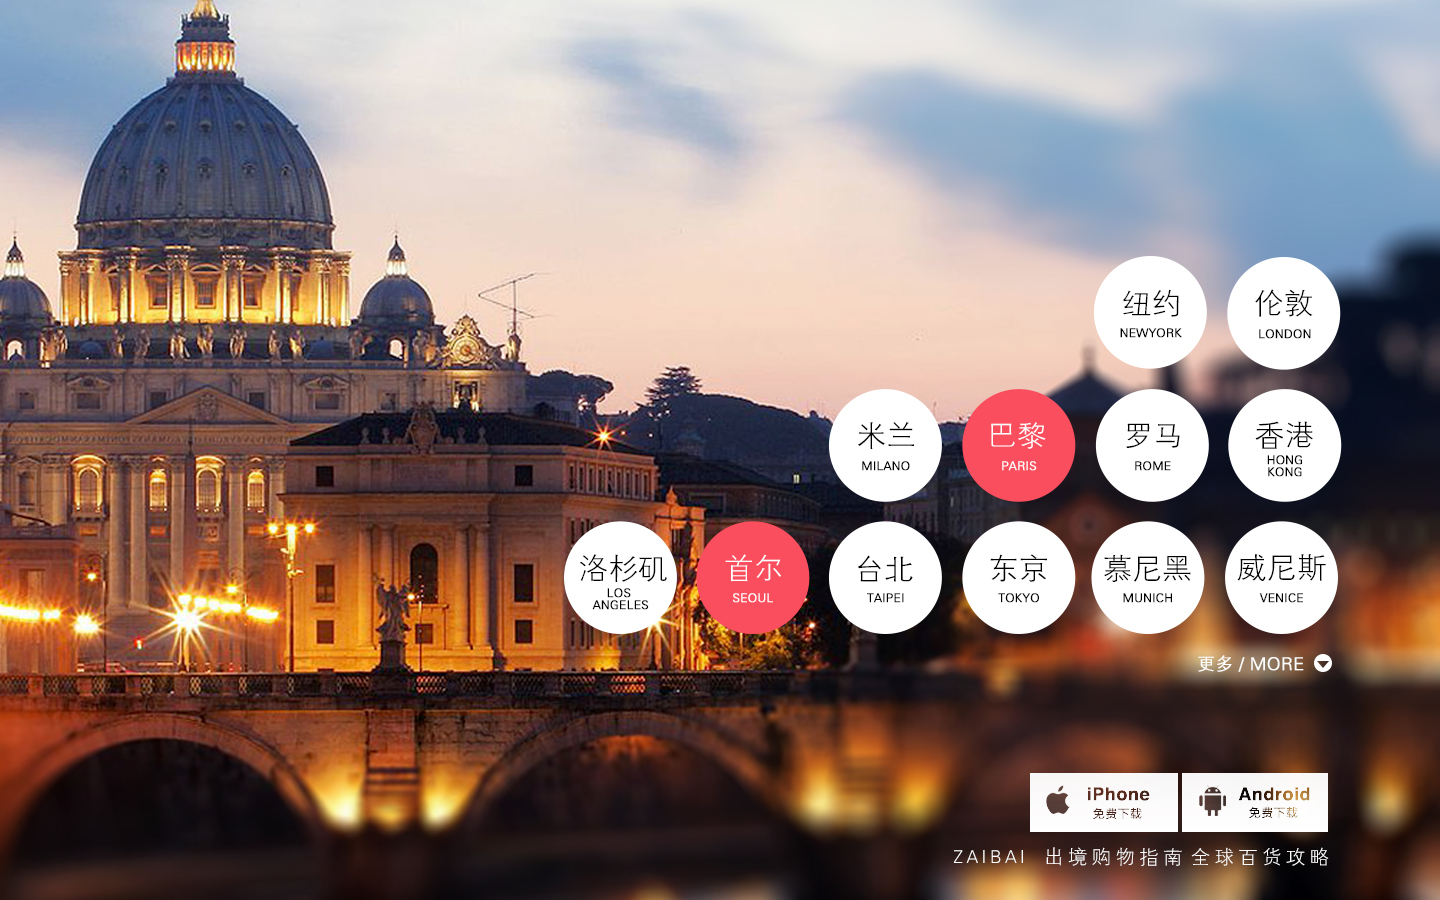 纽约
NEWYORK
伦敦
LONDON
米兰
MILANO
巴黎
PARIS
罗马
ROME
香港
HONG
KONG
洛杉矶
LOS
ANGELES
首尔
SEOUL
台北
TAIPEI
东京
TOKYO
慕尼黑
MUNICH
威尼斯
VENICE
更多 / MORE
iPhone
免费下载
Android
免费下载
ZAIBAI 出境购物指南 全球百货攻略